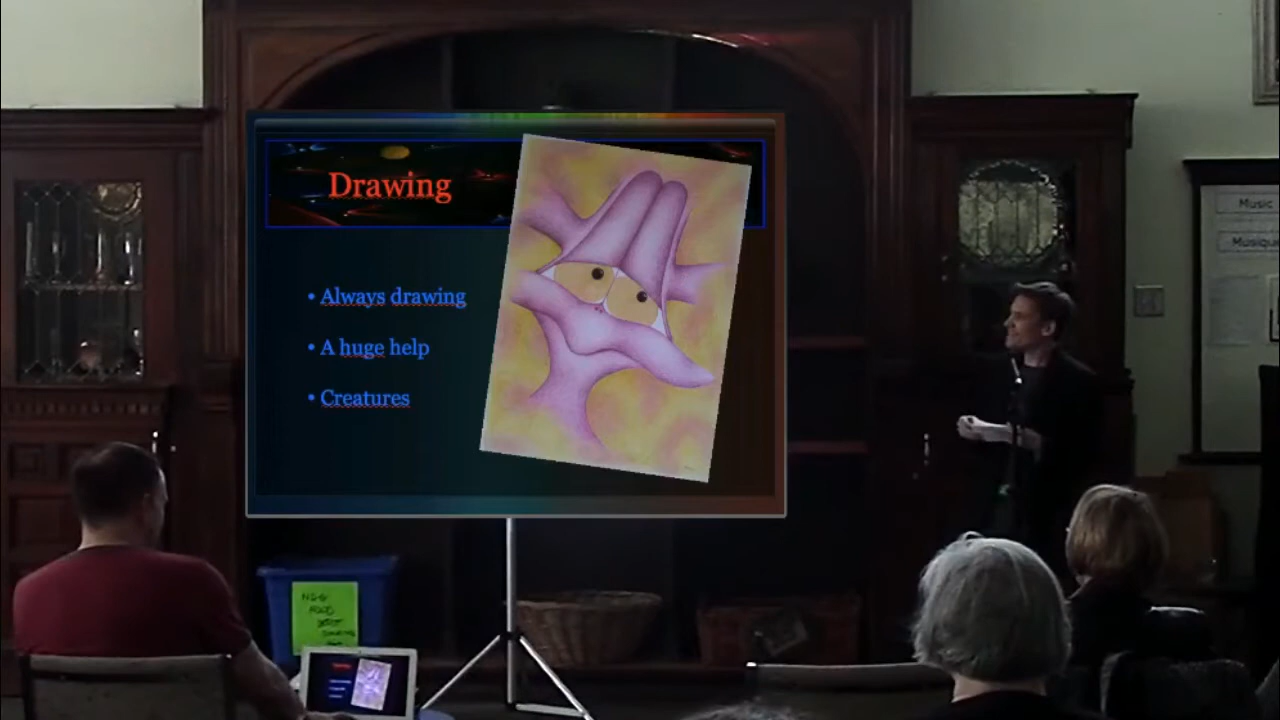 Drawing
• Always drawing
• A huge help
• Creatures
Music
Musique